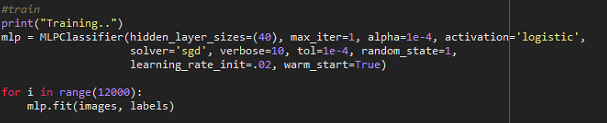 #train
print("Training..")
mlp = MLPClassifier(hidden_layer_sizes=(40), max_iter=1, alpha=1e-4, activation='logistic',
solver='sgd', verbose=10, tol=1e-4, random_state=1,
learning_rate_init=.02, warm_start=True)
for i in range(12000):
mlp.fit(images, labels)